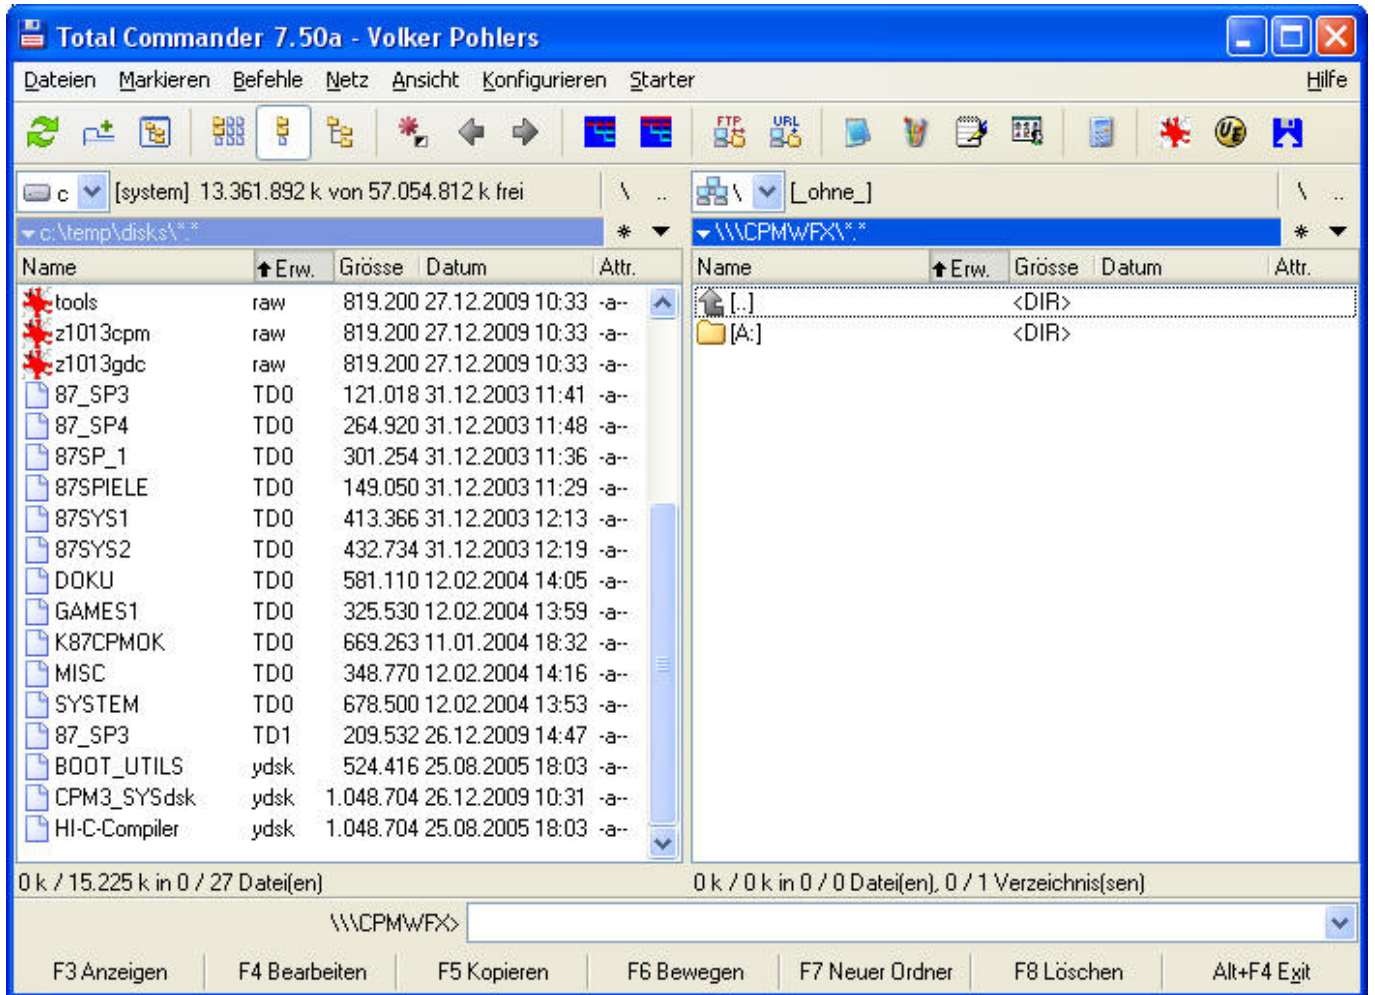 Total Commander 7.50a - Volker Pohlers
Dateien Markieren Befehle Netz Ansicht Konfigurieren Starter Hilfe
FTP URL UE
c [system] 13.361.892 k von 57.054.812 k frei \ .. \ [_ohne_] \ ..
c:\temp\disks\*.* * \\\CPMWFX\*.* *
Name Erw. Grösse Datum Attr. Name Erw. Grösse Datum Attr.
tools raw 819.200 27.12.2009 10:33 -a-- [..] <DIR>
z1013cpm raw 819.200 27.12.2009 10:33 -a-- [A:] <DIR>
z1013gdc raw 819.200 27.12.2009 10:33 -a--
87_SP3 TD0 121.018 31.12.2003 11:41 -a--
87_SP4 TD0 264.920 31.12.2003 11:48 -a--
87SP_1 TD0 301.254 31.12.2003 11:36 -a--
87SPIELE TD0 149.050 31.12.2003 11:29 -a--
87SYS1 TD0 413.366 31.12.2003 12:13 -a--
87SYS2 TD0 432.734 31.12.2003 12:19 -a--
DOKU TD0 581.110 12.02.2004 14:05 -a--
GAMES1 TD0 325.530 12.02.2004 13:59 -a--
K87CPMOK TD0 669.263 11.01.2004 18:32 -a--
MISC TD0 348.770 12.02.2004 14:16 -a--
SYSTEM TD0 678.500 12.02.2004 13:53 -a--
87_SP3 TD1 209.532 26.12.2009 14:47 -a--
BOOT_UTILS ydsk 524.416 25.08.2005 18:03 -a--
CPM3_SYSdsk ydsk 1.048.704 26.12.2009 10:31 -a--
HI-C-Compiler ydsk 1.048.704 25.08.2005 18:03 -a--
0 k / 15.225 k in 0 / 27 Datei(en) 0 k / 0 k in 0 / 0 Datei(en), 0 / 1 Verzeichnis(sen)
\\\CPMWFX>
F3 Anzeigen F4 Bearbeiten F5 Kopieren F6 Bewegen F7 Neuer Ordner F8 Löschen Alt+F4 Exit